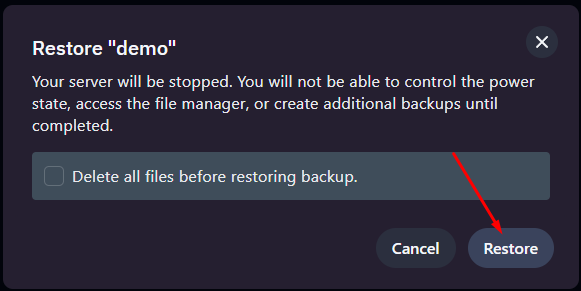 Restore "demo"
Your server will be stopped. You will not be able to control the power
state, access the file manager, or create additional backups until
completed.
Delete all files before restoring backup.
Cancel
Restore